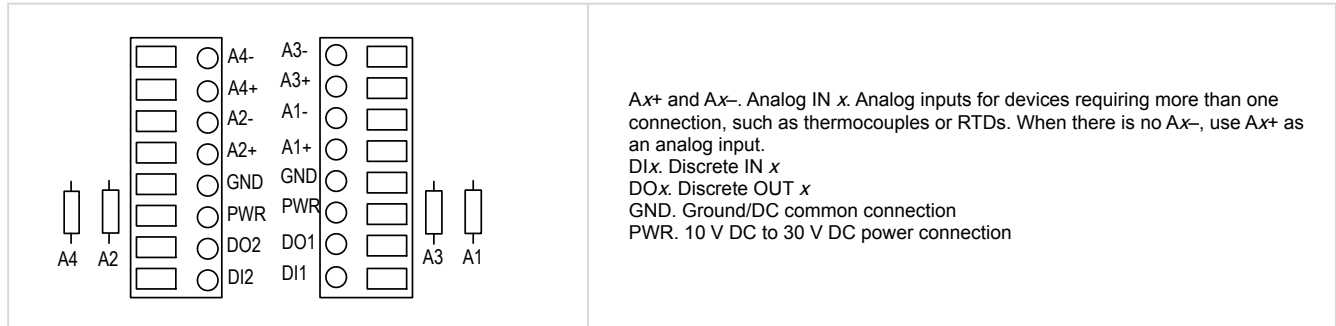 A4-
A4+
A2-
A2+
GND
PWR
DO2
DI2
A4
A2
A3-
A3+
A1-
A1+
GND
PWR
DO1
DI1
A3
A1
Ax+ and Ax–. Analog IN x. Analog inputs for devices requiring more than one
connection, such as thermocouples or RTDs. When there is no Ax–, use Ax+ as
an analog input.
DIx. Discrete IN x
DOx. Discrete OUT x
GND. Ground/DC common connection
PWR. 10 V DC to 30 V DC power connection